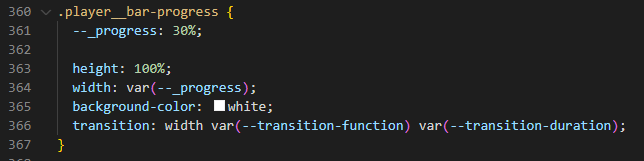 360 .player__bar-progress {
361 --_progress: 30%;
362
363 height: 100%;
364 width: var(--_progress);
365 background-color: white;
366 transition: width var(--transition-function) var(--transition-duration);
367 }